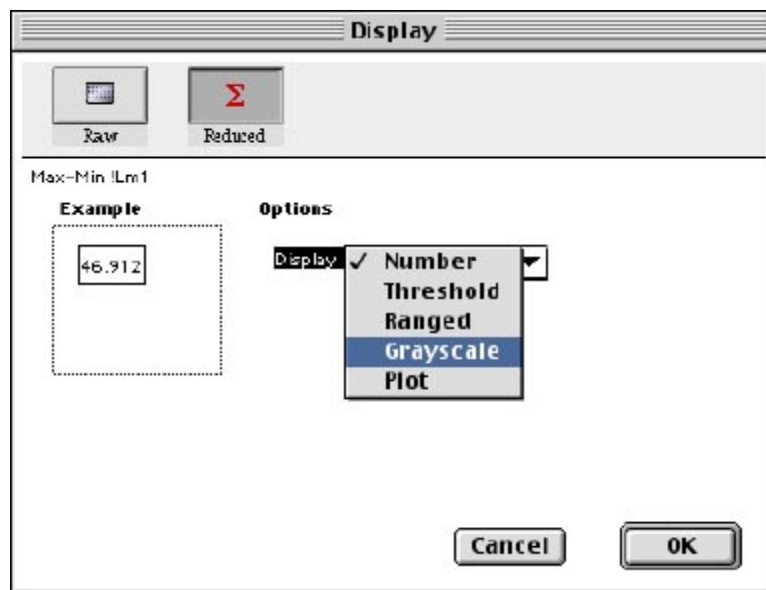 Display
Σ
Raw Reduced
Max-Min !Lm1
Example Options
46.912
Display ✓ Number
Threshold
Ranged
Grayscale
Plot
Cancel OK